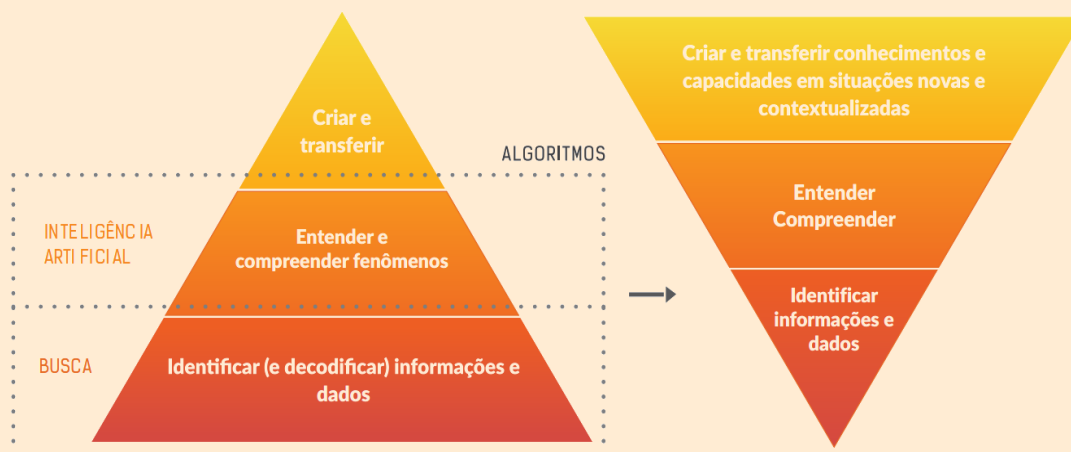 Criar e
transferir
ALGORITMOS
INTELIGÊNCIA
ARTIFICIAL
Entender e
compreender fenômenos
BUSCA
Identificar (e decodificar) informações e
dados
Criar e transferir conhecimentos e
capacidades em situações novas e
contextualizadas
Entender
Compreender
Identificar
informações e
dados